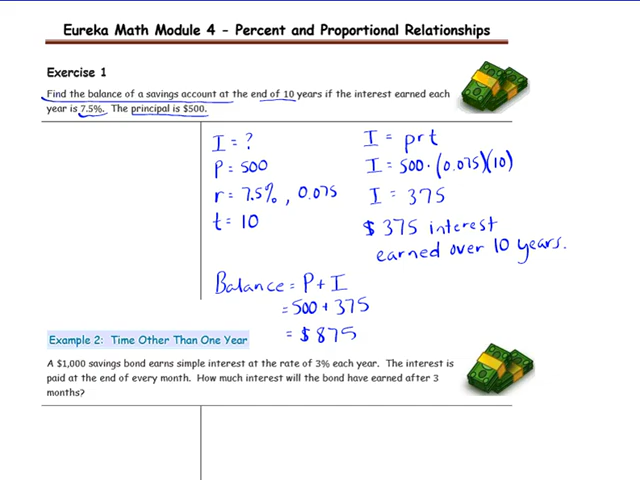 Eureka Math Module 4 – Percent and Proportional Relationships
Exercise 1
Find the balance of a savings account at the end of 10 years if the interest earned each
year is 7.5%. The principal is $500.
I = ?
P = 500
r = 7.5% , 0.075
t = 10
I = prt
I = 500 · (0.075)(10)
I = 375
$ 375 interest
earned over 10 years.
Balance = P + I
= 500 + 375
= $875
Example 2: Time Other Than One Year
A $1,000 savings bond earns simple interest at the rate of 3% each year. The interest is
paid at the end of every month. How much interest will the bond have earned after 3
months?